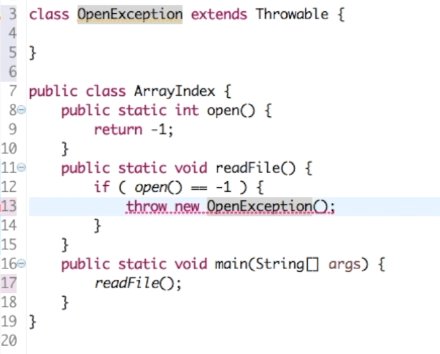 3 class OpenException extends Throwable {
4
5 }
6
7 public class ArrayIndex {
8     public static int open() {
9         return -1;
10     }
11     public static void readFile() {
12         if ( open() == -1 ) {
13             throw new OpenException();
14         }
15     }
16     public static void main(String[] args) {
17         readFile();
18     }
19 }
20